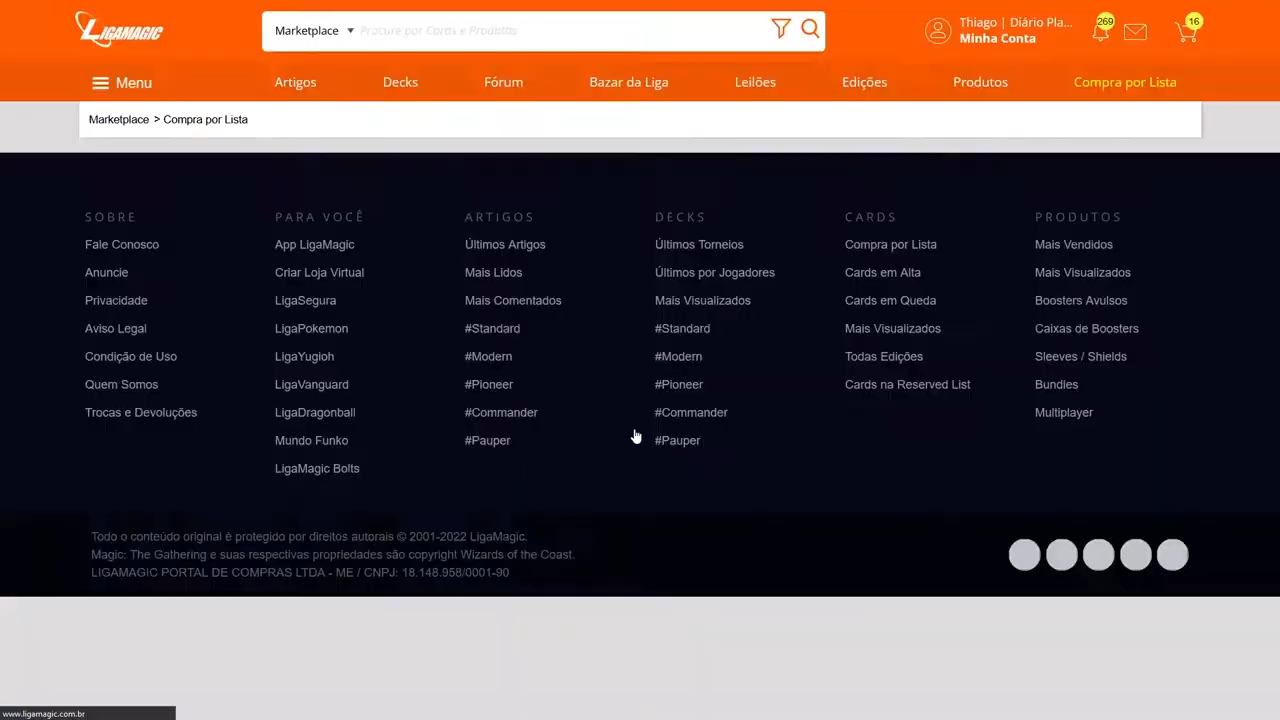 LIGAMAGIC
Marketplace
Procure por Cards e Produtos
Thiago | Diário Pla...
Minha Conta
269
16
Menu
Artigos
Decks
Fórum
Bazar da Liga
Leilões
Edições
Produtos
Compra por Lista
Marketplace > Compra por Lista
SOBRE
Fale Conosco
Anuncie
Privacidade
Aviso Legal
Condição de Uso
Quem Somos
Trocas e Devoluções
PARA VOCÊ
App LigaMagic
Criar Loja Virtual
LigaSegura
LigaPokemon
LigaYugioh
LigaVanguard
LigaDragonball
Mundo Funko
LigaMagic Bolts
ARTIGOS
Últimos Artigos
Mais Lidos
Mais Comentados
#Standard
#Modern
#Pioneer
#Commander
#Pauper
DECKS
Últimos Torneios
Últimos por Jogadores
Mais Visualizados
#Standard
#Modern
#Pioneer
#Commander
#Pauper
CARDS
Compra por Lista
Cards em Alta
Cards em Queda
Mais Visualizados
Todas Edições
Cards na Reserved List
PRODUTOS
Mais Vendidos
Mais Visualizados
Boosters Avulsos
Caixas de Boosters
Sleeves / Shields
Bundles
Multiplayer
Todo o conteúdo original é protegido por direitos autorais © 2001-2022 LigaMagic.
Magic: The Gathering e suas respectivas propriedades são copyright Wizards of the Coast.
LIGAMAGIC PORTAL DE COMPRAS LTDA - ME / CNPJ: 18.148.958/0001-90
www.ligamagic.com.br